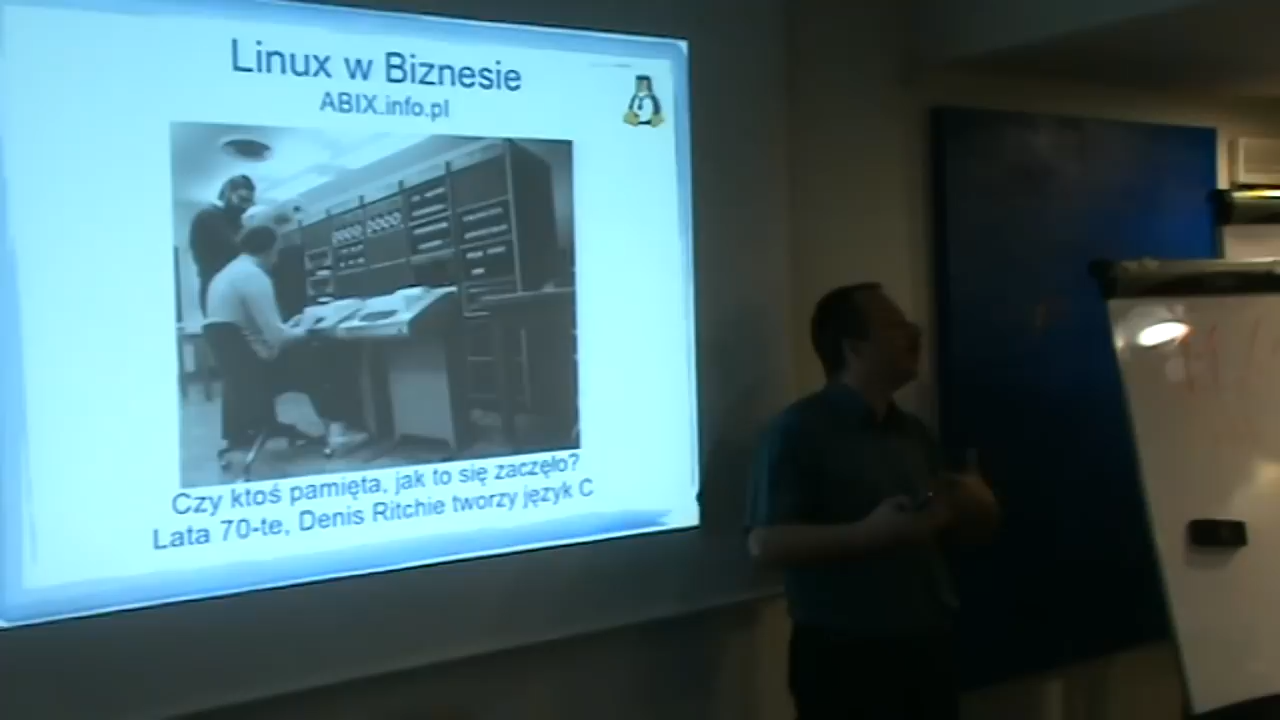 Linux w Biznesie
ABIX.info.pl
Czy ktoś pamięta, jak to się zaczęło?
Lata 70-te, Denis Ritchie tworzy język C